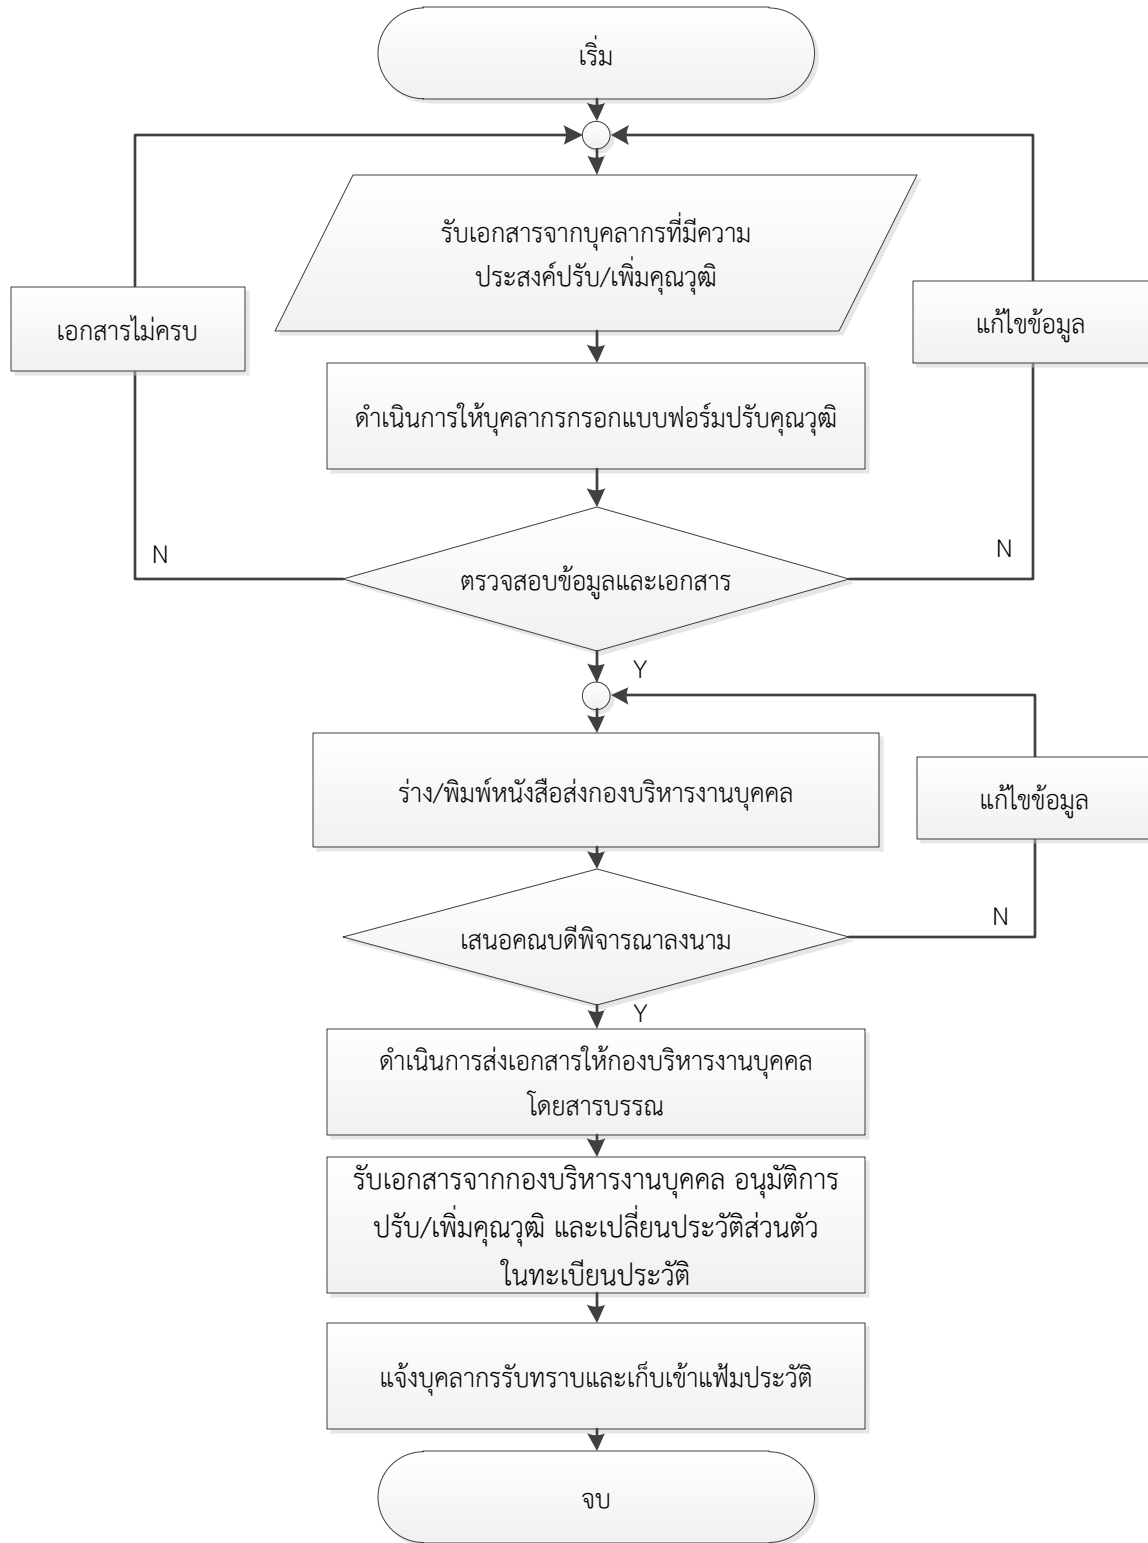 เริ่ม
รับเอกสารจากบุคลากรที่มีความ
ประสงค์ปรับ/เพิ่มคุณวุฒิ
เอกสารไม่ครบ
แก้ไขข้อมูล
ดำเนินการให้บุคลากรกรอกแบบฟอร์มปรับคุณวุฒิ
N
N
ตรวจสอบข้อมูลและเอกสาร
Y
ร่าง/พิมพ์หนังสือส่งกองบริหารงานบุคคล
แก้ไขข้อมูล
N
เสนอคณบดีพิจารณาลงนาม
Y
ดำเนินการส่งเอกสารให้กองบริหารงานบุคคล
โดยสารบรรณ
รับเอกสารจากกองบริหารงานบุคคล อนุมัติการ
ปรับ/เพิ่มคุณวุฒิ และเปลี่ยนประวัติส่วนตัว
ในทะเบียนประวัติ
แจ้งบุคลากรรับทราบและเก็บเข้าแฟ้มประวัติ
จบ